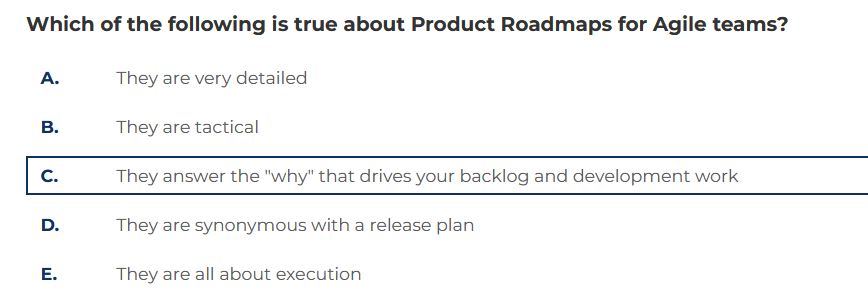 Which of the following is true about Product Roadmaps for Agile teams?
A. They are very detailed
B. They are tactical
C. They answer the "why" that drives your backlog and development work
D. They are synonymous with a release plan
E. They are all about execution